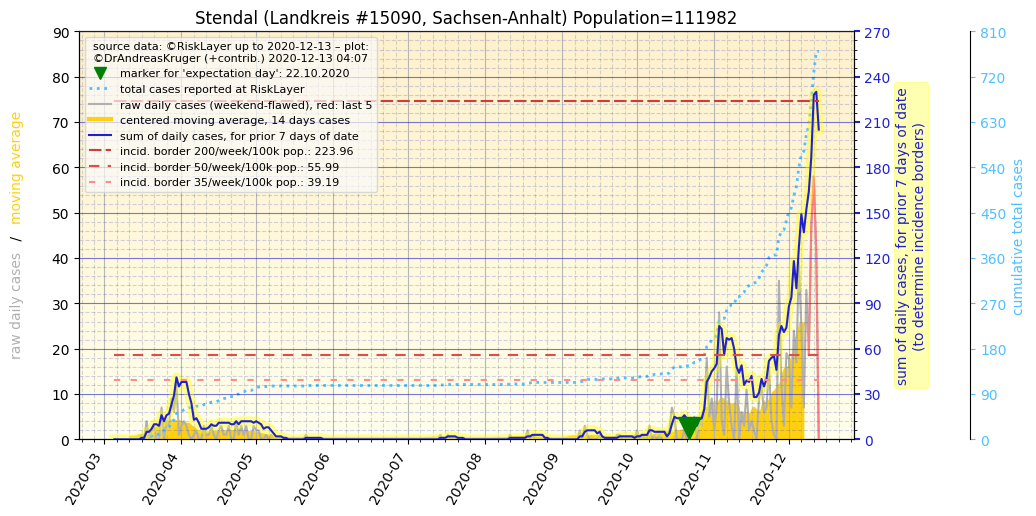 Stendal (Landkreis #15090, Sachsen-Anhalt) Population=111982
source data: ©RiskLayer up to 2020-12-13 – plot:
©DrAndreasKruger (+contrib.) 2020-12-13 04:07
marker for 'expectation day': 22.10.2020
total cases reported at RiskLayer
raw daily cases (weekend-flawed), red: last 5
centered moving average, 14 days cases
sum of daily cases, for prior 7 days of date
incid. border 200/week/100k pop.: 223.96
incid. border 50/week/100k pop.: 55.99
incid. border 35/week/100k pop.: 39.19
raw daily cases / moving average
90
80
70
60
50
40
30
20
10
0
2020-03
2020-04
2020-05
2020-06
2020-07
2020-08
2020-09
2020-10
2020-11
2020-12
270
240
210
180
150
120
90
60
30
0
sum of daily cases, for prior 7 days of date
(to determine incidence borders)
810
720
630
540
450
360
270
180
90
0
cumulative total cases